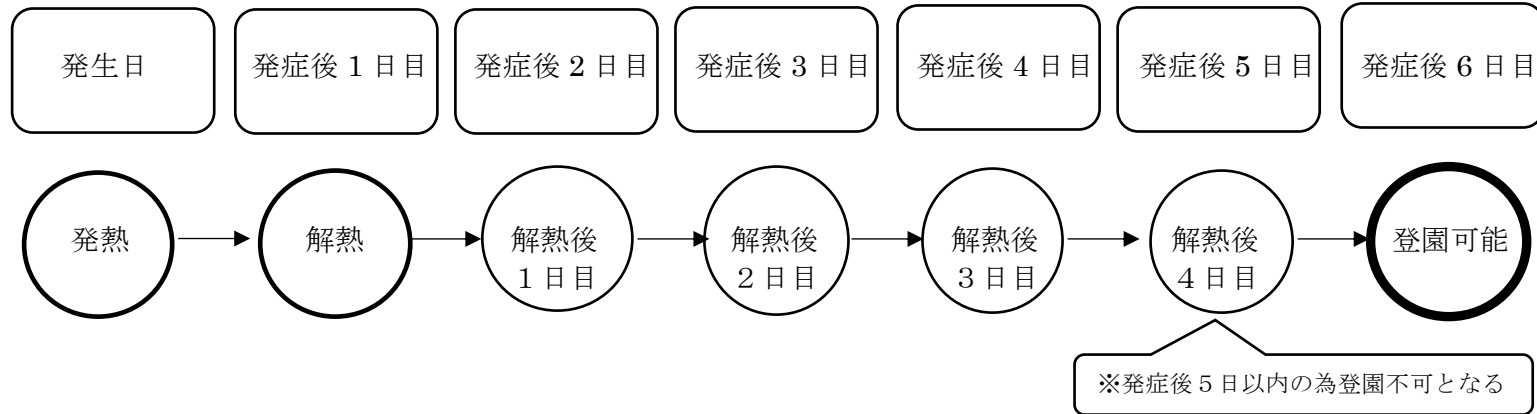 発生日
発症後 1 日目
発症後 2 日目
発症後 3 日目
発症後 4 日目
発症後 5 日目
発症後 6 日目
発熱
解熱
解熱後
１日目
解熱後
２日目
解熱後
３日目
解熱後
４日目
登園可能
※発症後５日以内の為登園不可となる